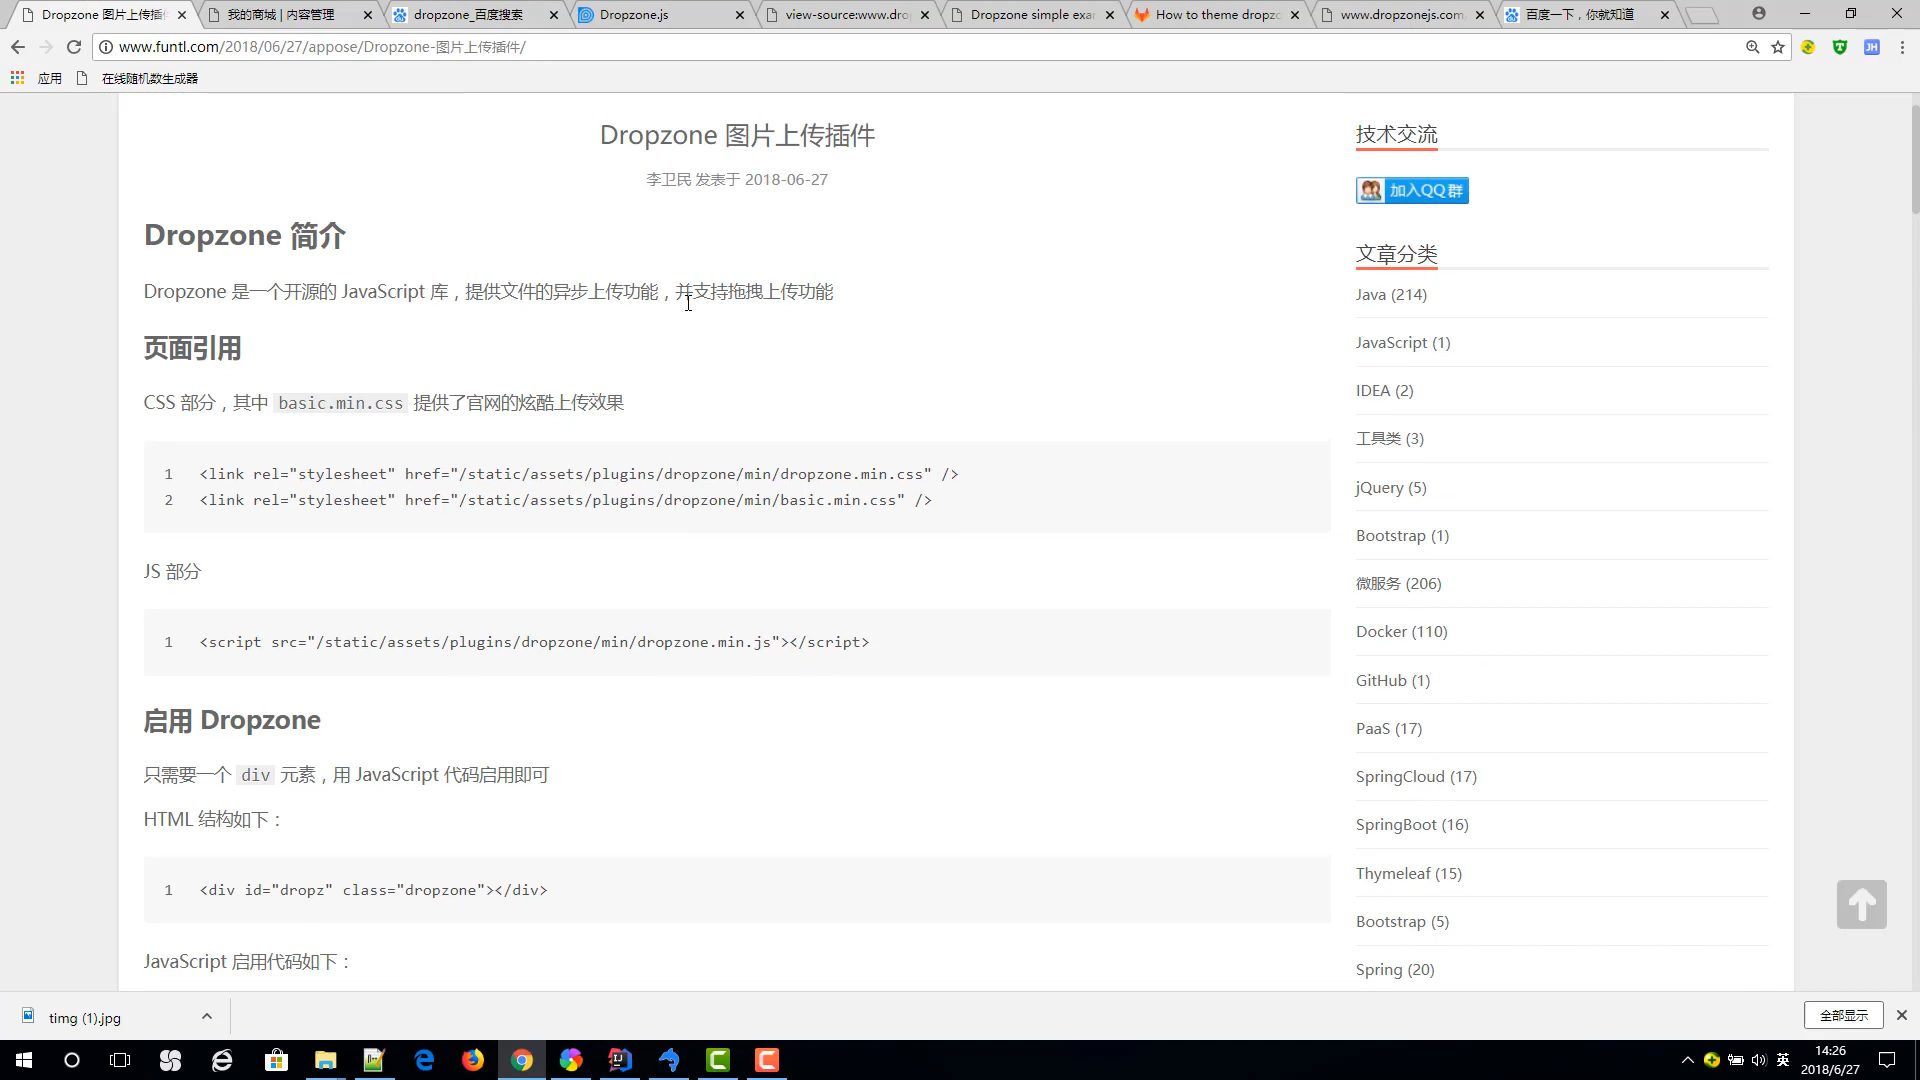 Dropzone 图片上传插件
我的商城 | 内容管理
dropzone_百度搜索
Dropzone.js
view-source:www.dro
Dropzone simple exa
How to theme dropz
www.dropzonejs.com
百度一下，你就知道
www.funtl.com/2018/06/27/appose/Dropzone-图片上传插件/
JH
应用
在线随机数生成器
Dropzone 图片上传插件
李卫民 发表于 2018-06-27
Dropzone 简介
Dropzone 是一个开源的 JavaScript 库，提供文件的异步上传功能，并支持拖拽上传功能
页面引用
CSS 部分，其中 basic.min.css 提供了官网的炫酷上传效果
1 <link rel="stylesheet" href="/static/assets/plugins/dropzone/min/dropzone.min.css" />
2 <link rel="stylesheet" href="/static/assets/plugins/dropzone/min/basic.min.css" />
JS 部分
1 <script src="/static/assets/plugins/dropzone/min/dropzone.min.js"></script>
启用 Dropzone
只需要一个 div 元素，用 JavaScript 代码启用即可
HTML 结构如下：
1 <div id="dropz" class="dropzone"></div>
JavaScript 启用代码如下：
技术交流
加入QQ群
文章分类
Java (214)
JavaScript (1)
IDEA (2)
工具类 (3)
jQuery (5)
Bootstrap (1)
微服务 (206)
Docker (110)
GitHub (1)
PaaS (17)
SpringCloud (17)
SpringBoot (16)
Thymeleaf (15)
Bootstrap (5)
Spring (20)
timg (1).jpg
全部显示
英
14:26
2018/6/27